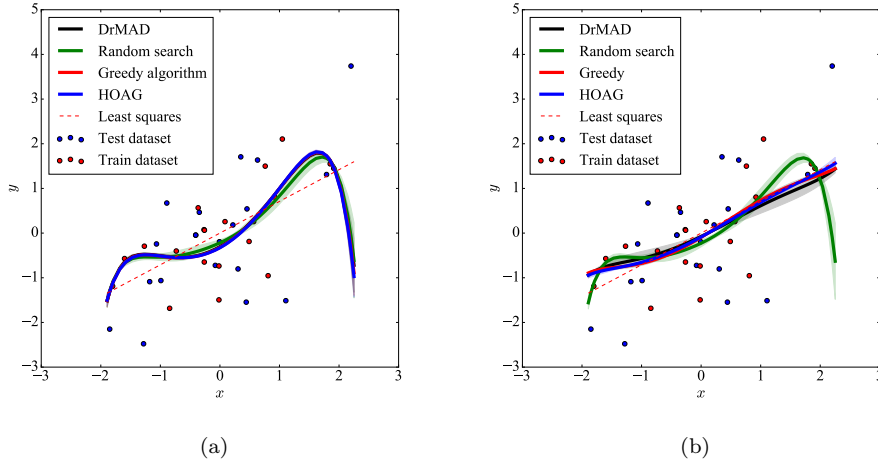 5
4
3
2
1
0
−1
−2
−3
y
−3 −2 −1 0 1 2 3
x
DrMAD
Random search
Greedy algorithm
HOAG
Least squares
Test dataset
Train dataset
(a)
5
4
3
2
1
0
−1
−2
−3
y
−3 −2 −1 0 1 2 3
x
DrMAD
Random search
Greedy
HOAG
Least squares
Test dataset
Train dataset
(b)